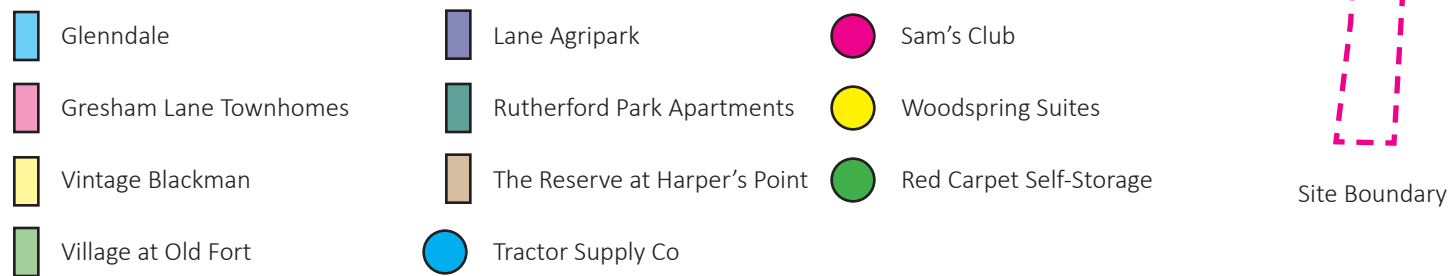 Glenndale
Gresham Lane Townhomes
Vintage Blackman
Village at Old Fort
Lane Agripark
Rutherford Park Apartments
The Reserve at Harper's Point
Tractor Supply Co
Sam's Club
Woodspring Suites
Red Carpet Self-Storage
Site Boundary